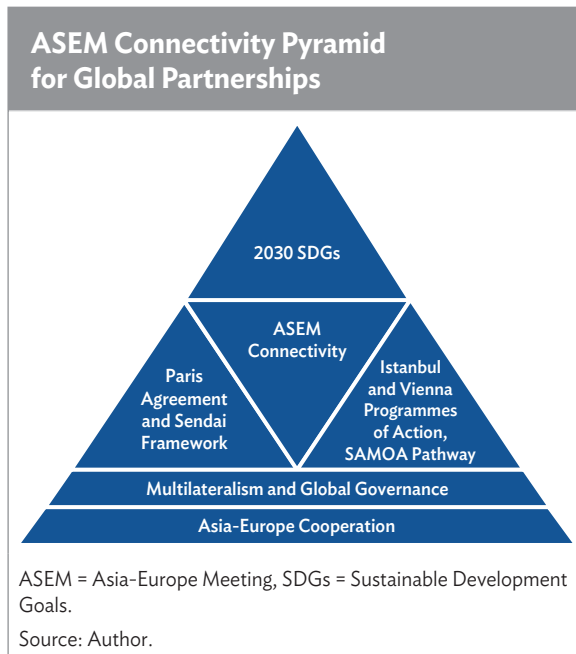 ASEM Connectivity Pyramid
for Global Partnerships
2030 SDGs
ASEM
Connectivity
Paris
Agreement
and Sendai
Framework
Istanbul
and Vienna
Programmes
of Action,
SAMOA Pathway
Multilateralism and Global Governance
Asia-Europe Cooperation
ASEM = Asia-Europe Meeting, SDGs = Sustainable Development
Goals.
Source: Author.